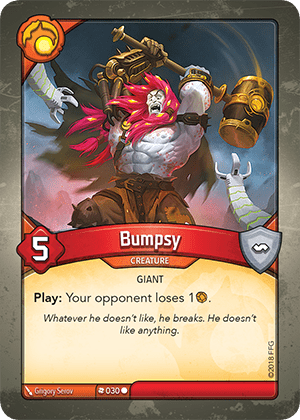 5
Bumpsy
CREATURE
GIANT
Play: Your opponent loses 1.
Whatever he doesn't like, he breaks. He doesn't
like anything.
Grigory Serov
030
©2018 FFG